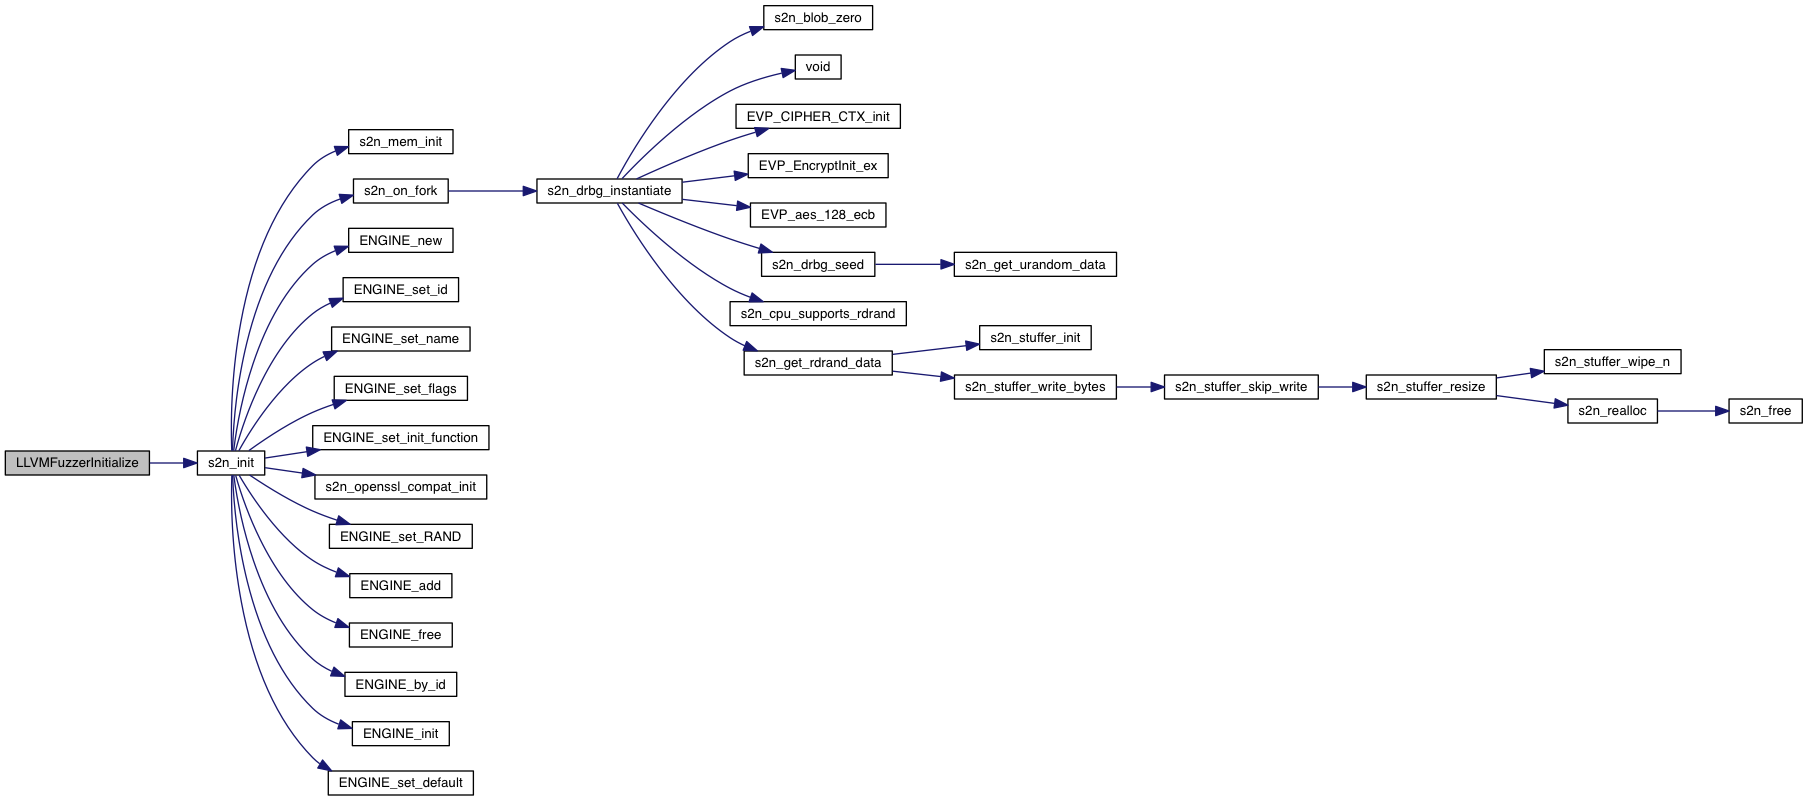 LLVMFuzzerInitialize
s2n_init
s2n_mem_init
s2n_on_fork
ENGINE_new
ENGINE_set_id
ENGINE_set_name
ENGINE_set_flags
ENGINE_set_init_function
s2n_openssl_compat_init
ENGINE_set_RAND
ENGINE_add
ENGINE_free
ENGINE_by_id
ENGINE_init
ENGINE_set_default
s2n_drbg_instantiate
s2n_blob_zero
void
EVP_CIPHER_CTX_init
EVP_EncryptInit_ex
EVP_aes_128_ecb
s2n_drbg_seed
s2n_cpu_supports_rdrand
s2n_get_rdrand_data
s2n_get_urandom_data
s2n_stuffer_init
s2n_stuffer_write_bytes
s2n_stuffer_skip_write
s2n_stuffer_resize
s2n_stuffer_wipe_n
s2n_realloc
s2n_free